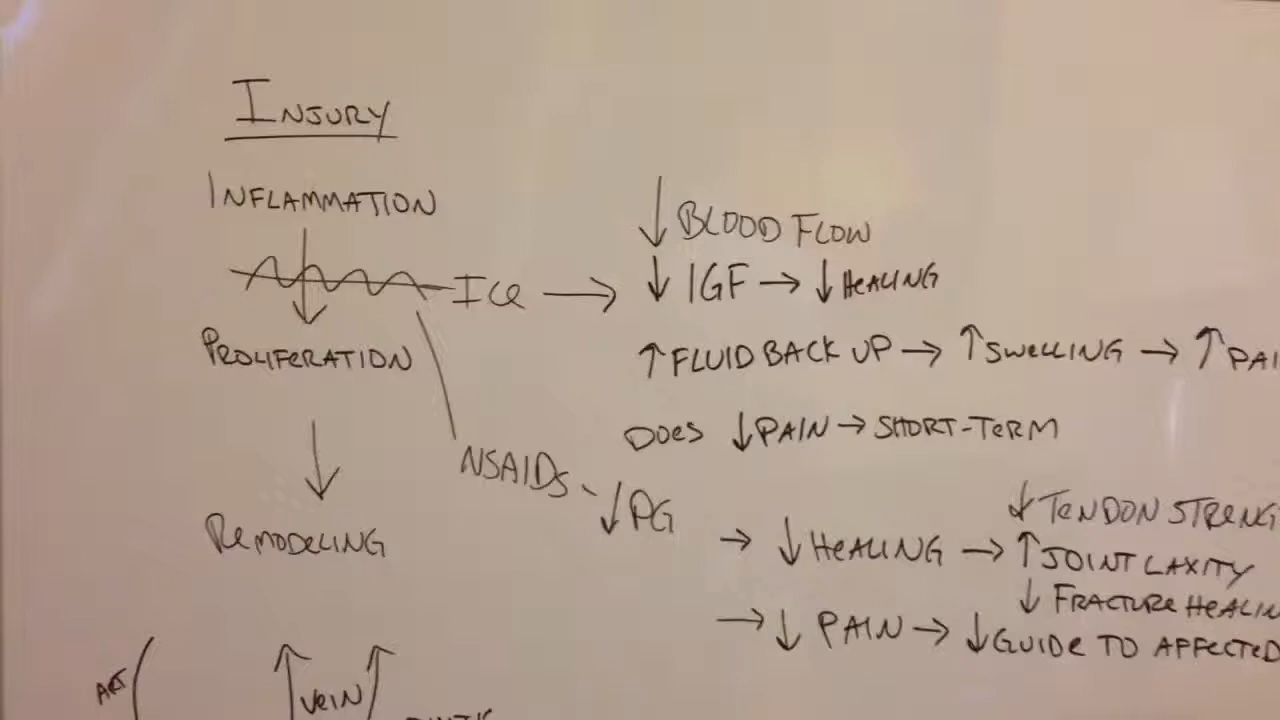 INJURY
INFLAMMATION
↓ BLOOD FLOW
ICE → ↓ IGF → ↓ HEALING
PROLIFERATION
↑ FLUID BACK UP → ↑ SWELLING → ↑ PAI
DOES ↓ PAIN → SHORT-TERM
NSAIDS - ↓ PG
REMODELING
↓ TENDON STRENG
→ ↓ HEALING → ↑ JOINT LAXITY
↓ FRACTURE HEALIN
→ ↓ PAIN → ↓ GUIDE TO AFFECTED
ART
↑ VEIN ↑